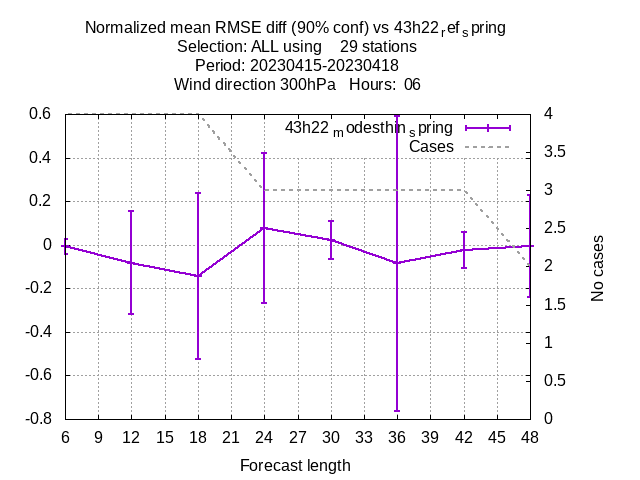 Normalized mean RMSE diff (90% conf) vs 43h22refspring
Selection: ALL using 29 stations
Period: 20230415-20230418
Wind direction 300hPa Hours: 06
43h22modesthinspring
Cases
0.6
0.4
0.2
0
-0.2
-0.4
-0.6
-0.8
4
3.5
3
2.5
2
1.5
1
0.5
0
No cases
6 9 12 15 18 21 24 27 30 33 36 39 42 45 48
Forecast length